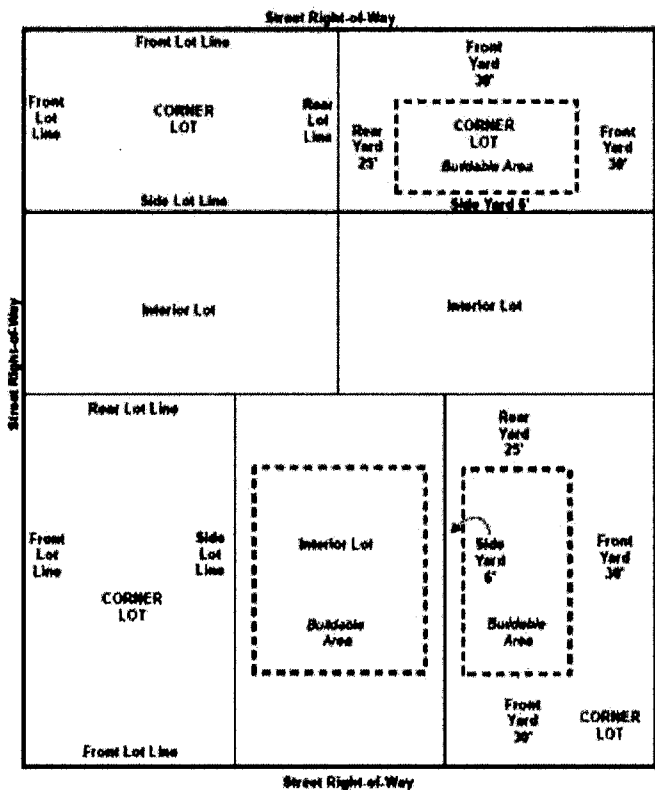 Street Right-of-Way
Front Lot Line
Front
Lot
Line
CORNER
LOT
Rear
Lot
Line
Side Lot Line
Front
Yard
30'
Rear
Yard
25'
CORNER
LOT
Buildable Area
Front
Yard
30'
Side Yard 6'
Interior Lot
Interior Lot
Street Right-of-Way
Rear Lot Line
Front
Lot
Line
Side
Lot
Line
CORNER
LOT
Front Lot Line
Interior Lot
Buildable
Area
Rear
Yard
25'
Side
Yard
6'
Front
Yard
30'
Buildable
Area
Front
Yard
30'
CORNER
LOT
Street Right-of-Way